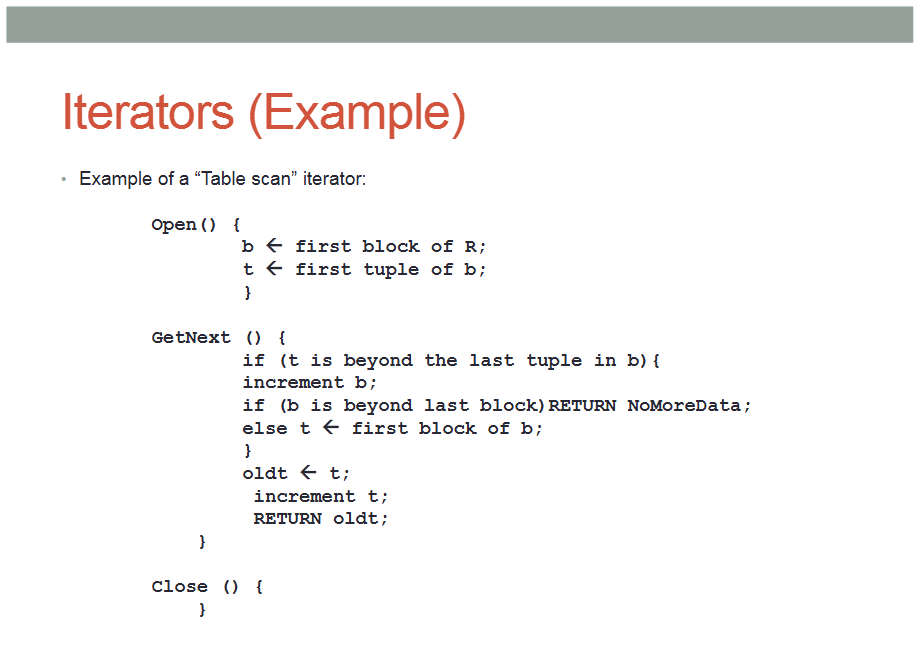 Iterators (Example)
• Example of a “Table scan” iterator:
Open() {
b ← first block of R;
t ← first tuple of b;
}
GetNext () {
if (t is beyond the last tuple in b){
increment b;
if (b is beyond last block)RETURN NoMoreData;
else t ← first block of b;
}
oldt ← t;
increment t;
RETURN oldt;
}
Close () {
}